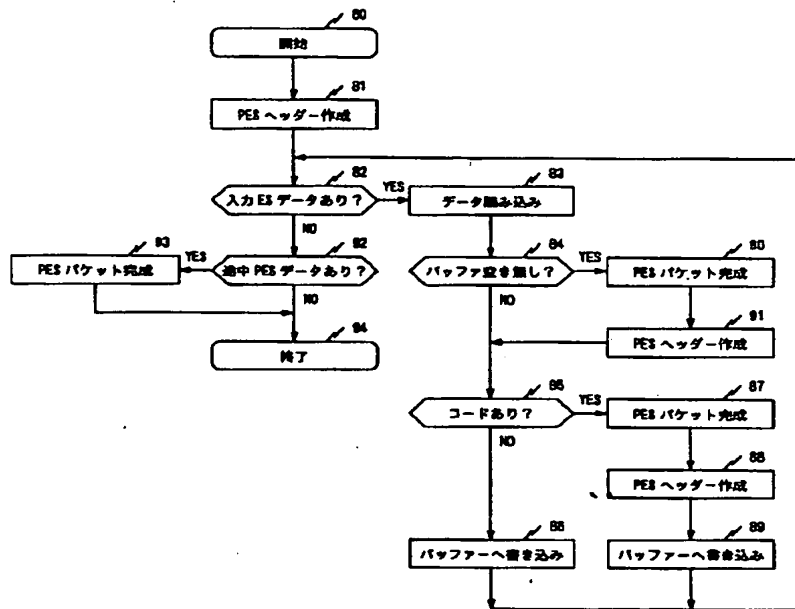 80
開始
81
PES ヘッダー作成
82
入力 ES データあり？
YES
83
データ読み込み
NO
93
PES パケット完成
YES
92
途中 PES データあり？
84
バッファ空き無し？
YES
90
PES パケット完成
NO
NO
91
PES ヘッダー作成
94
終了
85
コードあり？
YES
87
PES パケット完成
NO
88
PES ヘッダー作成
86
バッファーへ書き込み
89
バッファーへ書き込み